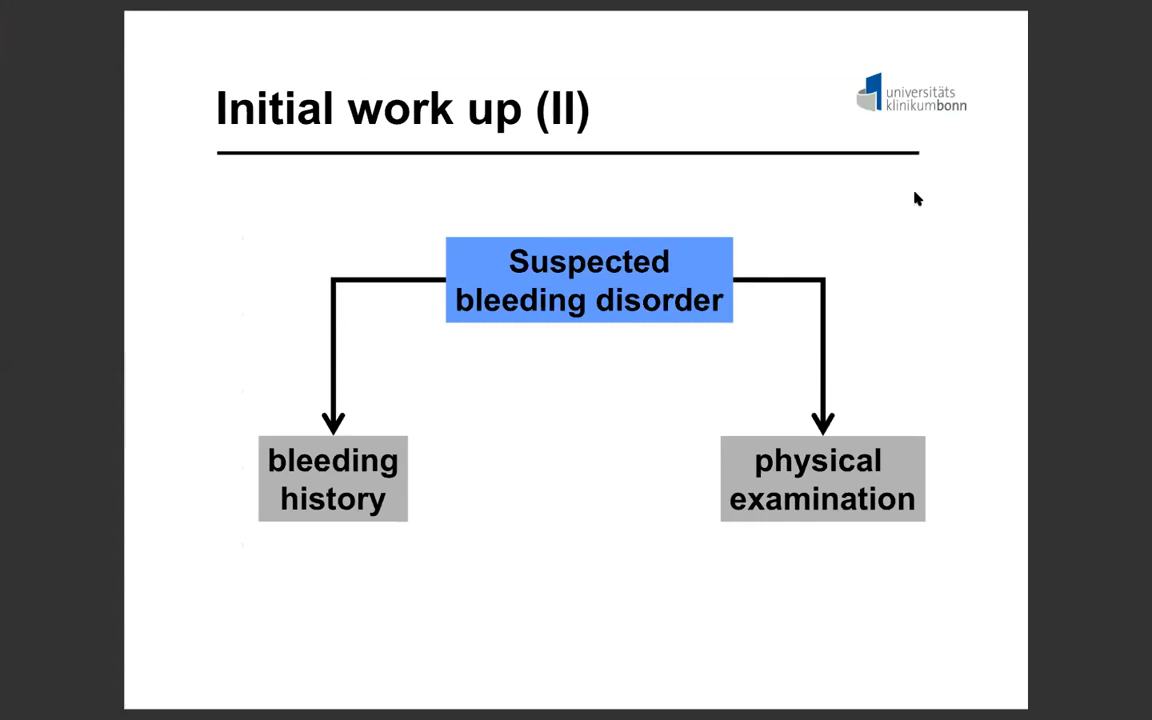 Initial work up (II)
universitäts
klinikumbonn
Suspected
bleeding disorder
bleeding
history
physical
examination